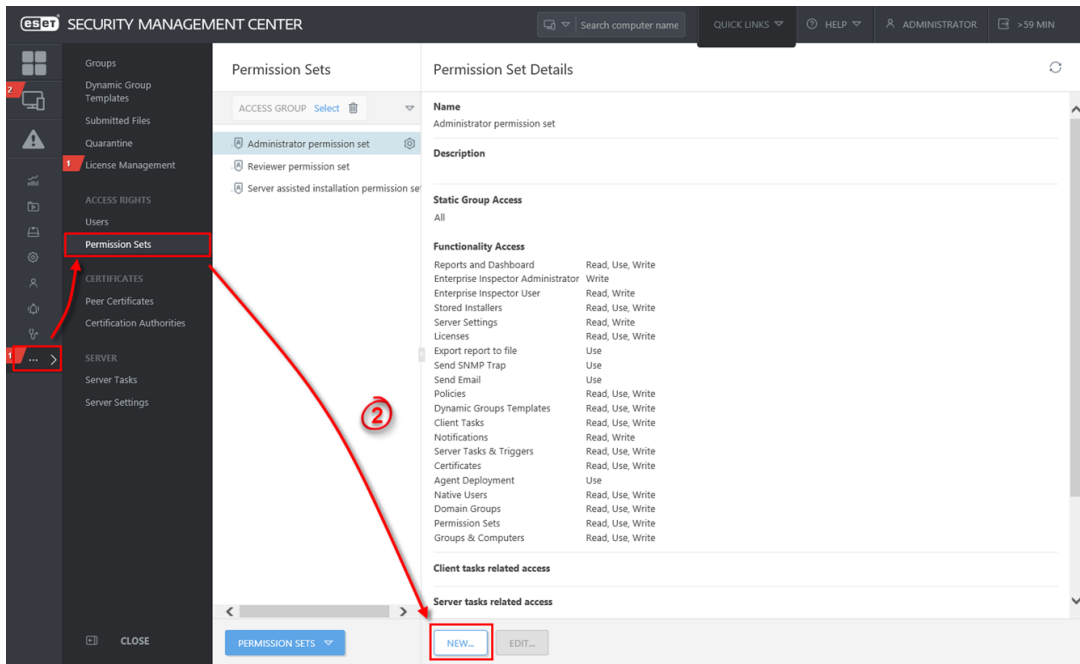 eseT SECURITY MANAGEMENT CENTER
Search computer name
QUICK LINKS
? HELP
ADMINISTRATOR
>59 MIN
2
1
1
...
Groups
Dynamic Group
Templates
Submitted Files
Quarantine
License Management
ACCESS RIGHTS
Users
Permission Sets
CERTIFICATES
Peer Certificates
Certification Authorities
SERVER
Server Tasks
Server Settings
CLOSE
Permission Sets
ACCESS GROUP Select
Administrator permission set
Reviewer permission set
Server assisted installation permission se
PERMISSION SETS
2
Permission Set Details
Name
Administrator permission set
Description
Static Group Access
All
Functionality Access
Reports and Dashboard Read, Use, Write
Enterprise Inspector Administrator Write
Enterprise Inspector User Read, Write
Stored Installers Read, Use, Write
Server Settings Read, Write
Licenses Read, Use, Write
Export report to file Use
Send SNMP Trap Use
Send Email Use
Policies Read, Use, Write
Dynamic Groups Templates Read, Use, Write
Client Tasks Read, Use, Write
Notifications Read, Write
Server Tasks & Triggers Read, Use, Write
Certificates Read, Use, Write
Agent Deployment Use
Native Users Read, Use, Write
Domain Groups Read, Use, Write
Permission Sets Read, Use, Write
Groups & Computers Read, Use, Write
Client tasks related access
Server tasks related access
NEW...
EDIT...